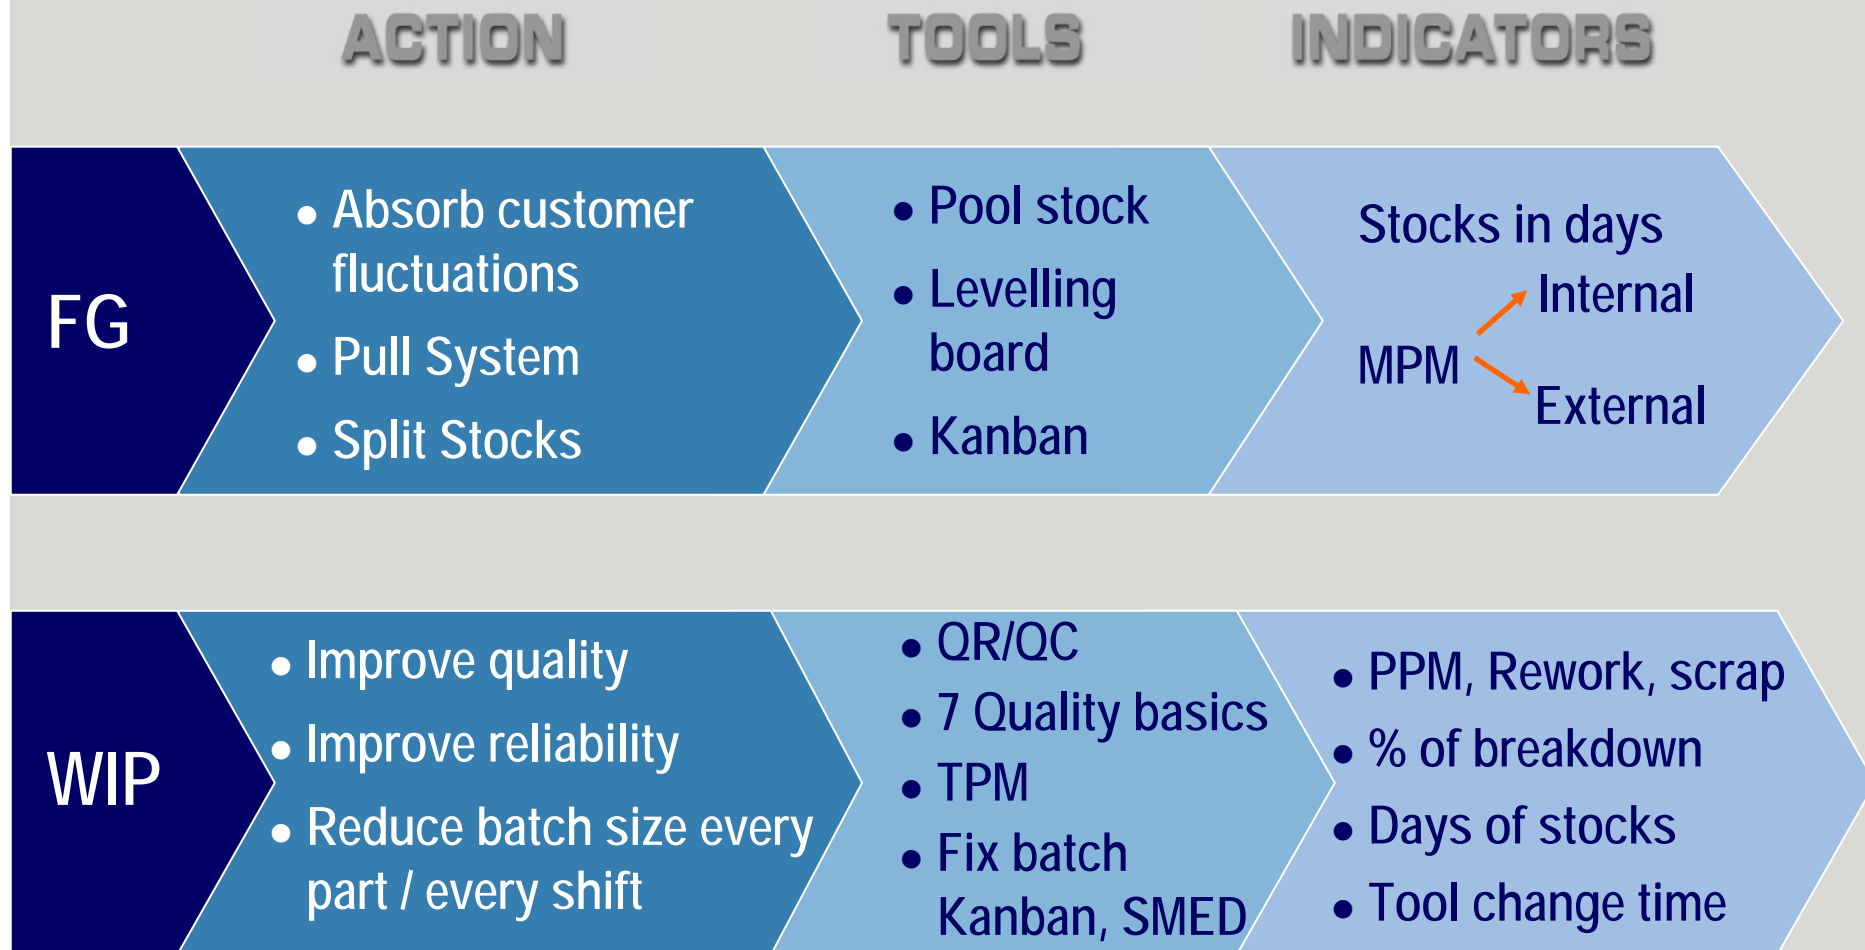 ACTION TOOLS INDICATORS
FG
• Absorb customer
fluctuations
• Pull System
• Split Stocks
• Pool stock
• Levelling
board
• Kanban
Stocks in days
Internal
MPM
External
WIP
• Improve quality
• Improve reliability
• Reduce batch size every
part / every shift
• QR/QC
• 7 Quality basics
• TPM
• Fix batch
Kanban, SMED
• PPM, Rework, scrap
• % of breakdown
• Days of stocks
• Tool change time